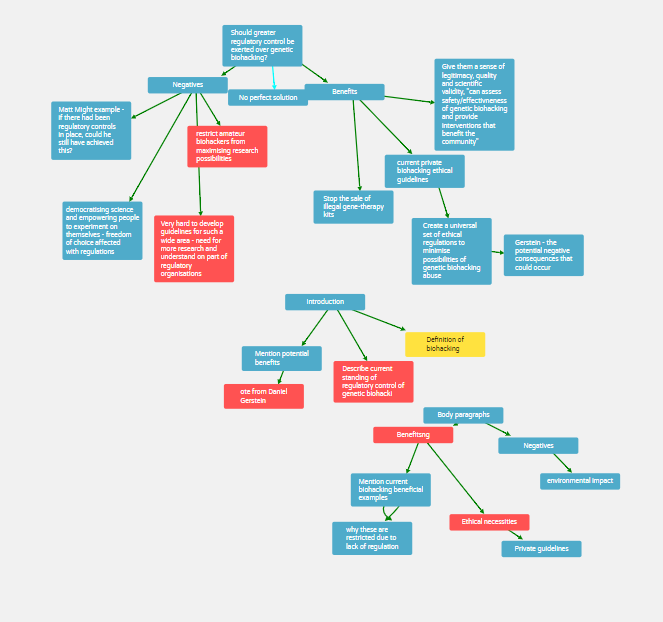 Should greater
regulatory control be
exerted over genetic
biohacking?
Negatives
No perfect solution
Benefits
Give them a sense of
legitimacy, quality
and scientific
validity, "can assess
safety/effectivneess
of genetic biohacking
and provide
interventions that
benefit the
community"
Matt Might example -
if there had been
regulatory controls
in place, could he
still have achieved
this?
restrict amateur
biohackers from
maximising research
possibilities
current private
biohacking ethical
guidelines
Stop the sale of
illegal gene-therapy
kits
democratising science
and empowering people
to experiment on
themselves - freedom
of choice affected
with regulations
Very hard to develop
guidelines for such a
wide area - need for
more research and
understand on part of
regulatory
organisations
Create a universal
set of ethical
regulations to
minimise
possibilities of
genetic biohacking
abuse
Gerstein - the
potential negative
consequences that
could occur
Introduction
Mention potential
benefits
Definition of
biohacking
Describe current
standing of
regulatory control of
genetic biohacki
ote from Daniel
Gerstein
Body paragraphs
Benefitsng
Negatives
environmental impact
Mention current
biohacking beneficial
examples
Ethical necessities
why these are
restricted due to
lack of regulation
Private guidelines